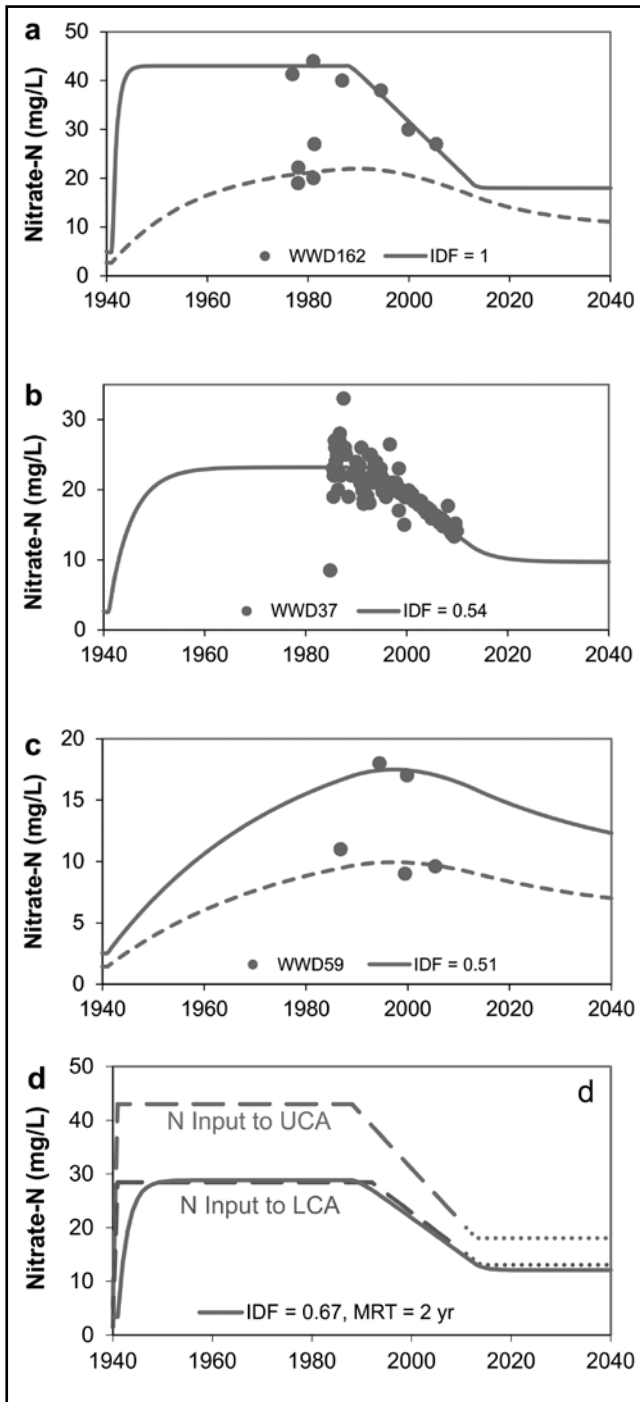 a
50
40
30
20
10
0
Nitrate-N (mg/L)
WWD162 IDF = 1
1940 1960 1980 2000 2020 2040
b
30
20
10
0
Nitrate-N (mg/L)
WWD37 IDF = 0.54
1940 1960 1980 2000 2020 2040
c
20
15
10
5
0
Nitrate-N (mg/L)
WWD59 IDF = 0.51
1940 1960 1980 2000 2020 2040
d
d
50
40
30
20
10
0
Nitrate-N (mg/L)
N Input to UCA
N Input to LCA
IDF = 0.67, MRT = 2 yr
1940 1960 1980 2000 2020 2040